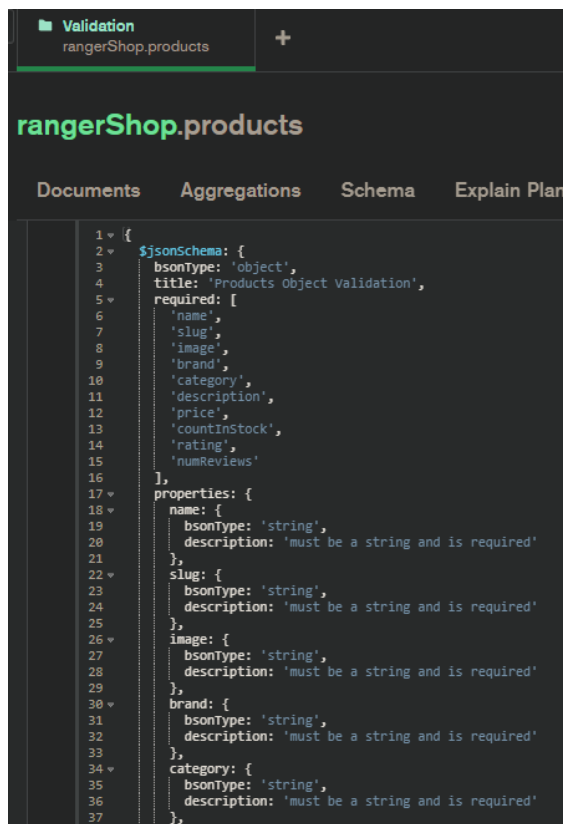 Validation
rangerShop.products
+
rangerShop.products
Documents Aggregations Schema Explain Plan
1 {
2 $jsonSchema: {
3 bsonType: 'object',
4 title: 'Products Object Validation',
5 required: [
6 'name',
7 'slug',
8 'image',
9 'brand',
10 'category',
11 'description',
12 'price',
13 'countInStock',
14 'rating',
15 'numReviews'
16 ],
17 properties: {
18 name: {
19 bsonType: 'string',
20 description: 'must be a string and is required'
21 },
22 slug: {
23 bsonType: 'string',
24 description: 'must be a string and is required'
25 },
26 image: {
27 bsonType: 'string',
28 description: 'must be a string and is required'
29 },
30 brand: {
31 bsonType: 'string',
32 description: 'must be a string and is required'
33 },
34 category: {
35 bsonType: 'string',
36 description: 'must be a string and is required'
37 },